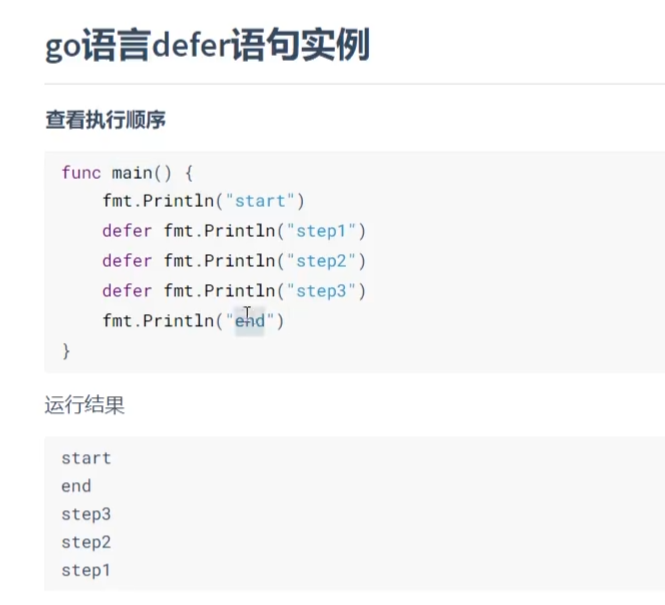 go语言defer语句实例
查看执行顺序
func main() {
    fmt.Println("start")
    defer fmt.Println("step1")
    defer fmt.Println("step2")
    defer fmt.Println("step3")
    fmt.Println("end")
}
运行结果
start
end
step3
step2
step1